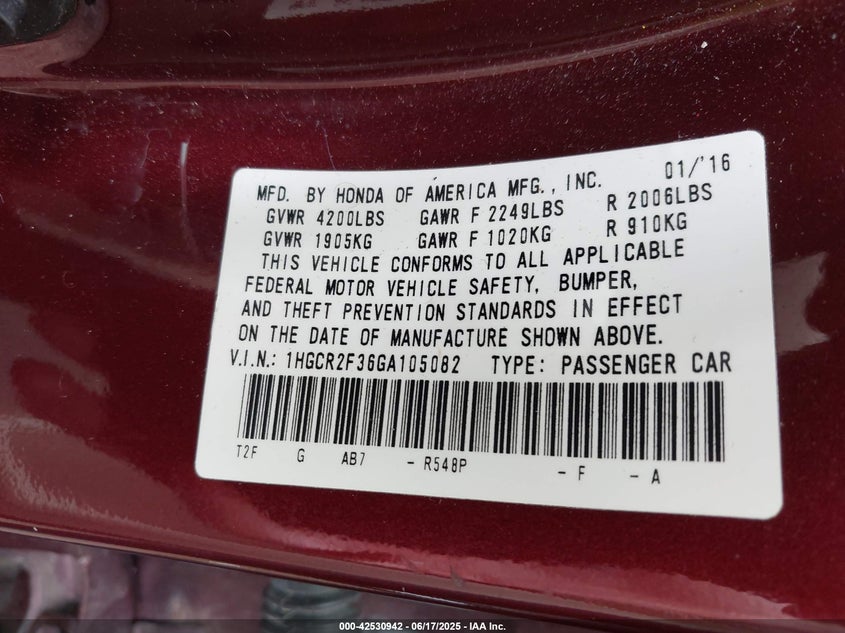 MFD. BY HONDA OF AMERICA MFG., INC. 01/'16
GVWR 4200LBS GAWR F 2249LBS R 2006LBS
GVWR 1905KG GAWR F 1020KG R 910KG
THIS VEHICLE CONFORMS TO ALL APPLICABLE
FEDERAL MOTOR VEHICLE SAFETY, BUMPER,
AND THEFT PREVENTION STANDARDS IN EFFECT
ON THE DATE OF MANUFACTURE SHOWN ABOVE.
V.I.N.: 1HGCR2F36GA105082 TYPE: PASSENGER CAR
T2F G AB7 - R548P - F - A
000-42530942 - 06/17/2025 - IAA Inc.